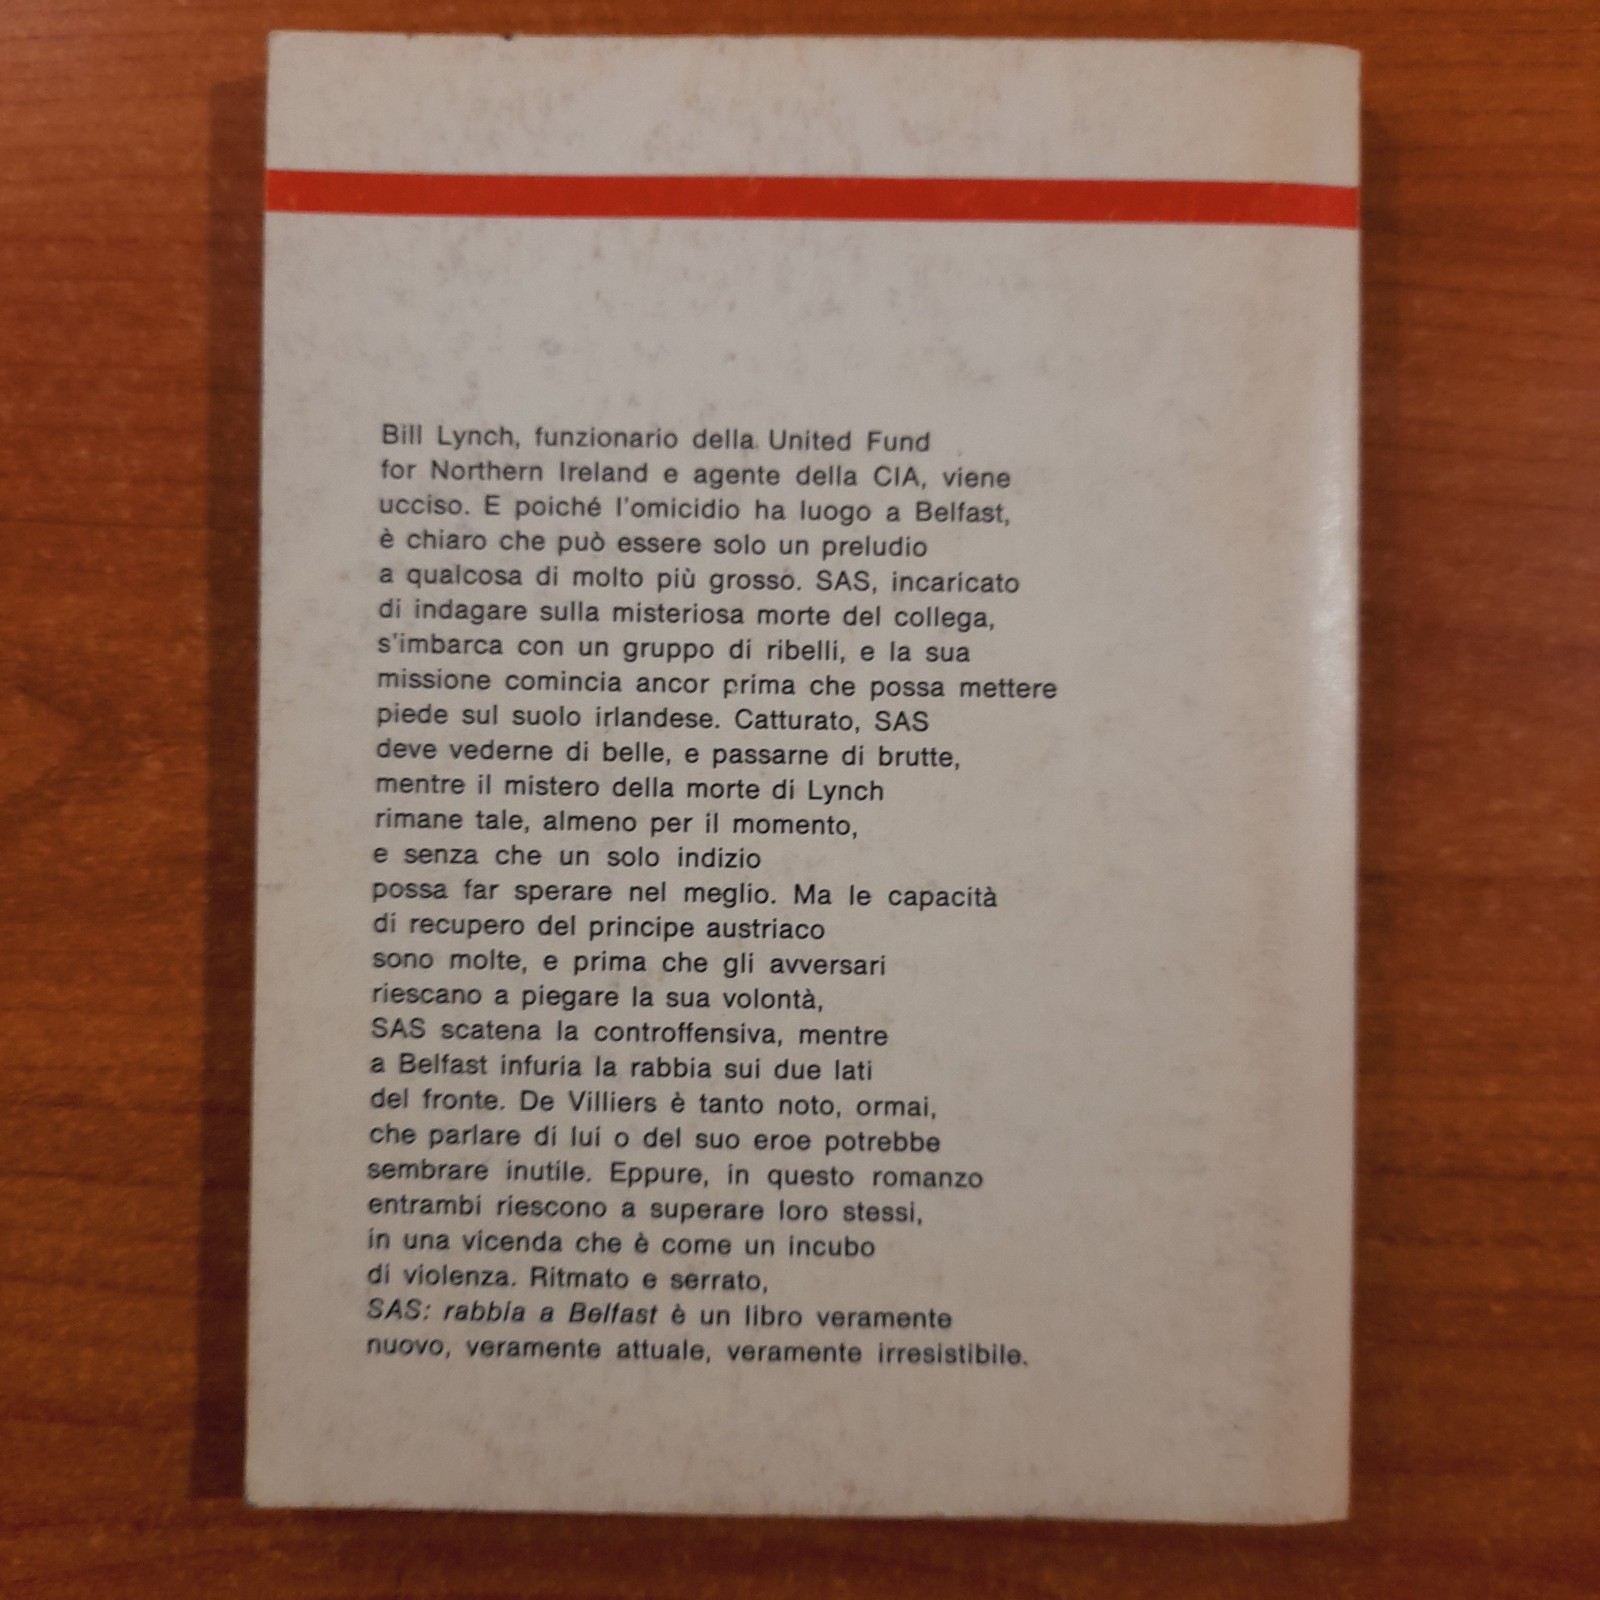 Bill Lynch, funzionario della United Fund
for Northern Ireland e agente della CIA, viene
ucciso. E poiché l'omicidio ha luogo a Belfast,
è chiaro che può essere solo un preludio
a qualcosa di molto più grosso. SAS, incaricato
di indagare sulla misteriosa morte del collega,
s'imbarca con un gruppo di ribelli, e la sua
missione comincia ancor prima che possa mettere
piede sul suolo irlandese. Catturato, SAS
deve vederne di belle, e passarne di brutte,
mentre il mistero della morte di Lynch
rimane tale, almeno per il momento,
e senza che un solo indizio
possa far sperare nel meglio. Ma le capacità
di recupero del principe austriaco
sono molte, e prima che gli avversari
riescano a piegare la sua volontà,
SAS scatena la controffensiva, mentre
a Belfast infuria la rabbia sui due lati
del fronte. De Villiers è tanto noto, ormai,
che parlare di lui o del suo eroe potrebbe
sembrare inutile. Eppure, in questo romanzo
entrambi riescono a superare loro stessi,
in una vicenda che è come un incubo
di violenza. Ritmato e serrato,
SAS: rabbia a Belfast è un libro veramente
nuovo, veramente attuale, veramente irresistibile.